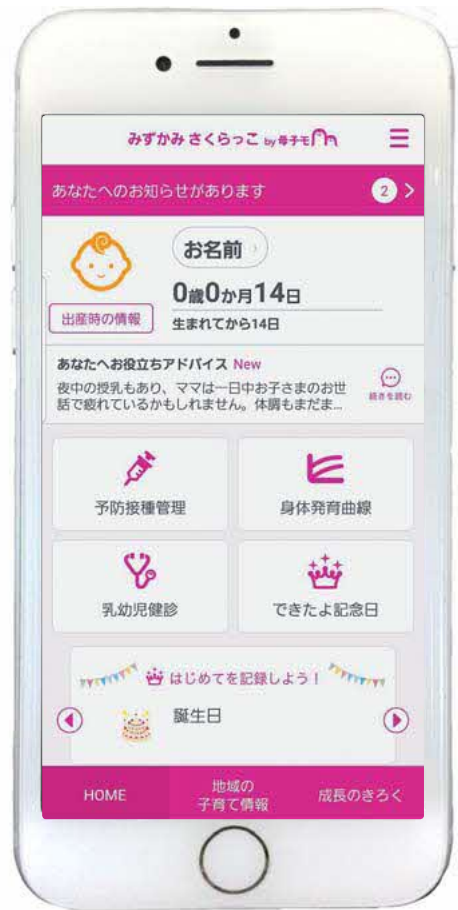 みずかみ さくらっこ by 母子モ
あなたへのお知らせがあります 2
お名前
0歳0か月14日
出産時の情報
生まれてから14日
あなたへお役立ちアドバイス New
夜中の授乳もあり、ママは一日中お子さまのお世
話で疲れているかもしれません。体調もまだま...
続きを読む
予防接種管理
身体発育曲線
乳幼児健診
できたよ記念日
はじめてを記録しよう!
誕生日
HOME
地域の
子育て情報
成長のきろく